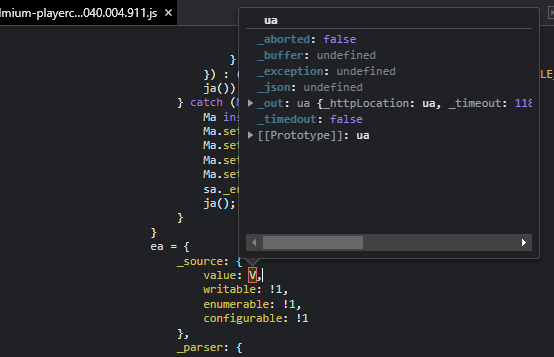 lmium-playerc...040.004.911.js ×
ua
_aborted: false
_buffer: undefined
_exception: undefined
_json: undefined
_out: ua {_httpLocation: ua, _timeout: 118
_timedout: false
[[Prototype]]: ua
}
}) : (
LE_
ja())
} catch (M
Ma ins
Ma.set
Ma.set
Ma.set
Ma.set
sa._er
ja();
}
}
ea = {
_source: {
value: V,
writable: !1,
enumerable: !1,
configurable: !1
},
_parser: {